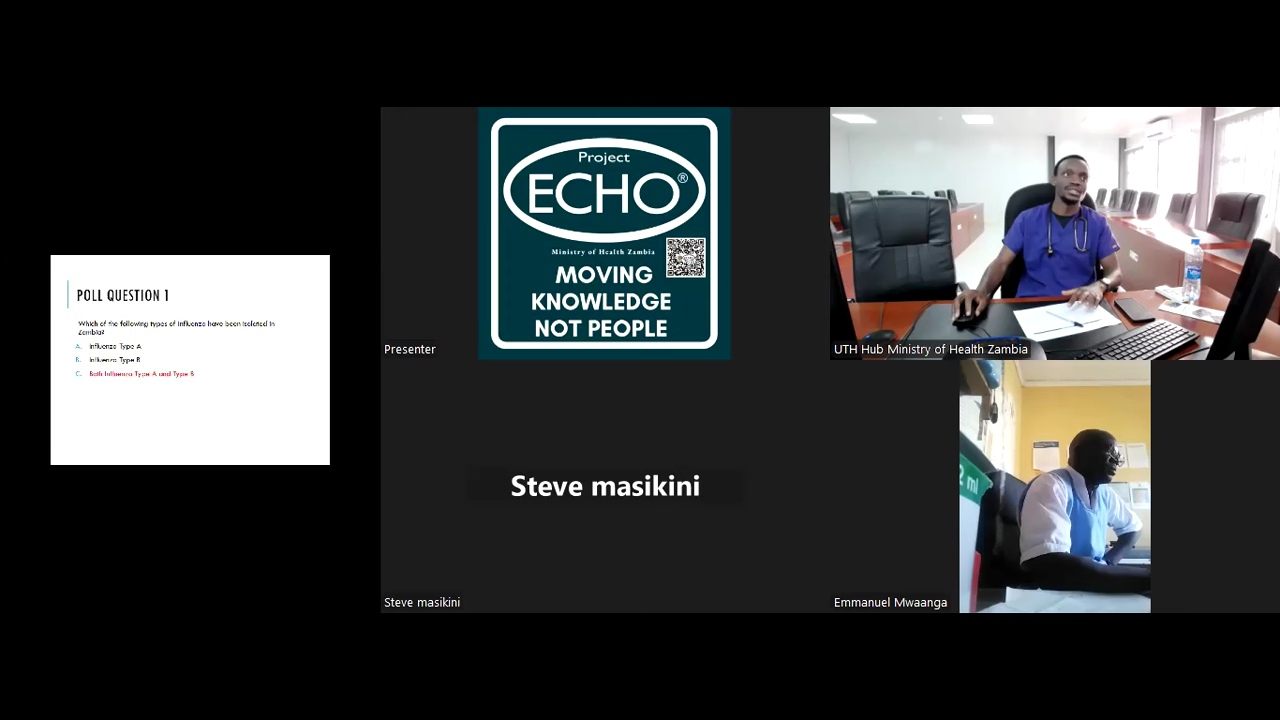 POLL QUESTION 1
Which of the following types of Influenza have been isolated in
Zambia?
A. Influenza Type A
B. Influenza Type B
C. Both Influenza Type A and Type B
Project
ECHO®
Ministry of Health Zambia
MOVING
KNOWLEDGE
NOT PEOPLE
Presenter
UTH Hub Ministry of Health Zambia
Steve masikini
Steve masikini
2 ml
Emmanuel Mwaanga